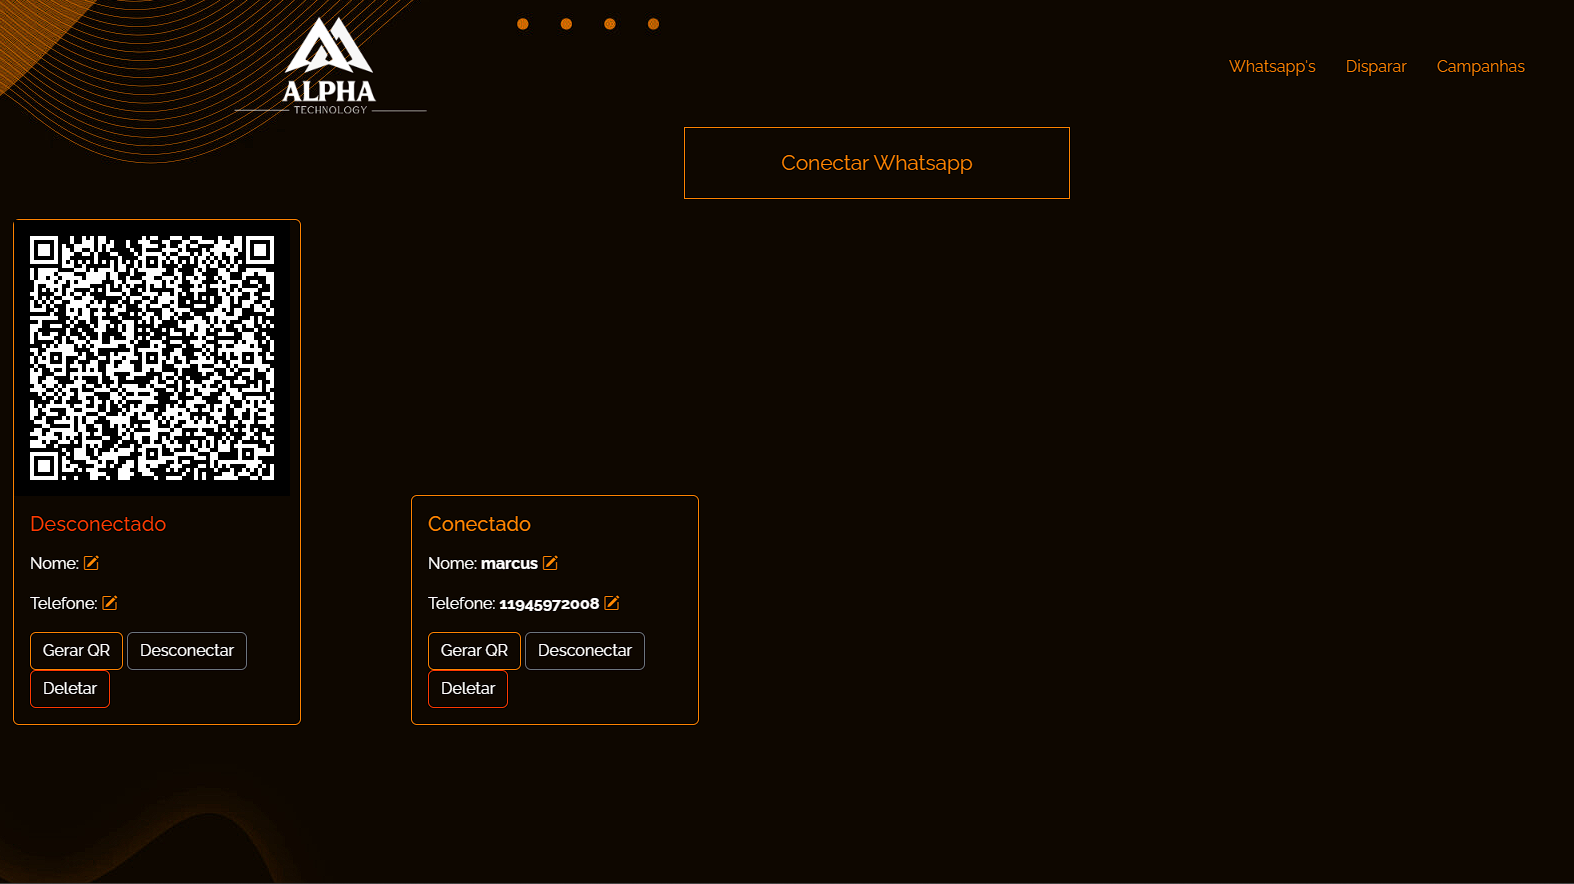 ALPHA
TECHNOLOGY
Whatsapp's
Disparar
Campanhas
Conectar Whatsapp
Desconectado
Nome:
Telefone:
Gerar QR
Desconectar
Deletar
Conectado
Nome: marcus
Telefone: 11945972008
Gerar QR
Desconectar
Deletar